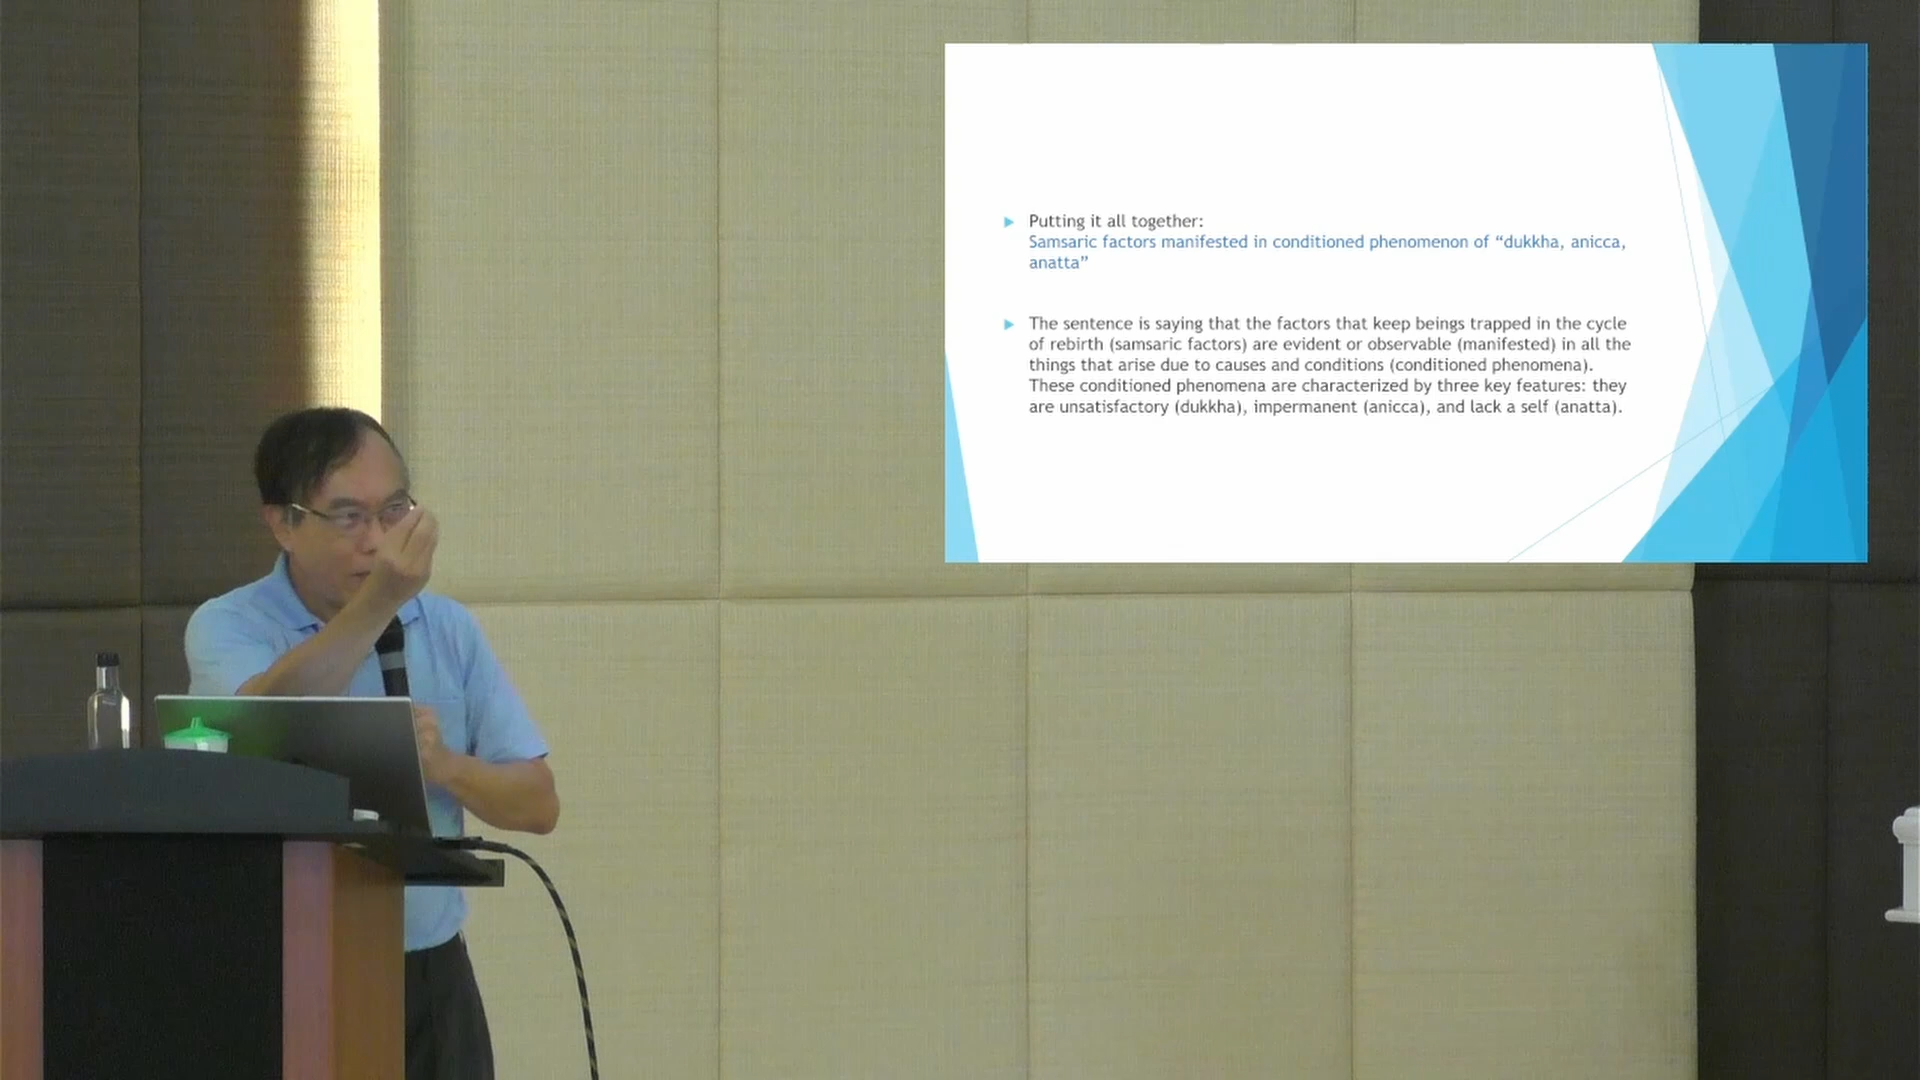 Putting it all together:
Samsaric factors manifested in conditioned phenomenon of “dukkha, anicca,
anatta”
The sentence is saying that the factors that keep beings trapped in the cycle
of rebirth (samsaric factors) are evident or observable (manifested) in all the
things that arise due to causes and conditions (conditioned phenomena).
These conditioned phenomena are characterized by three key features: they
are unsatisfactory (dukkha), impermanent (anicca), and lack a self (anatta).